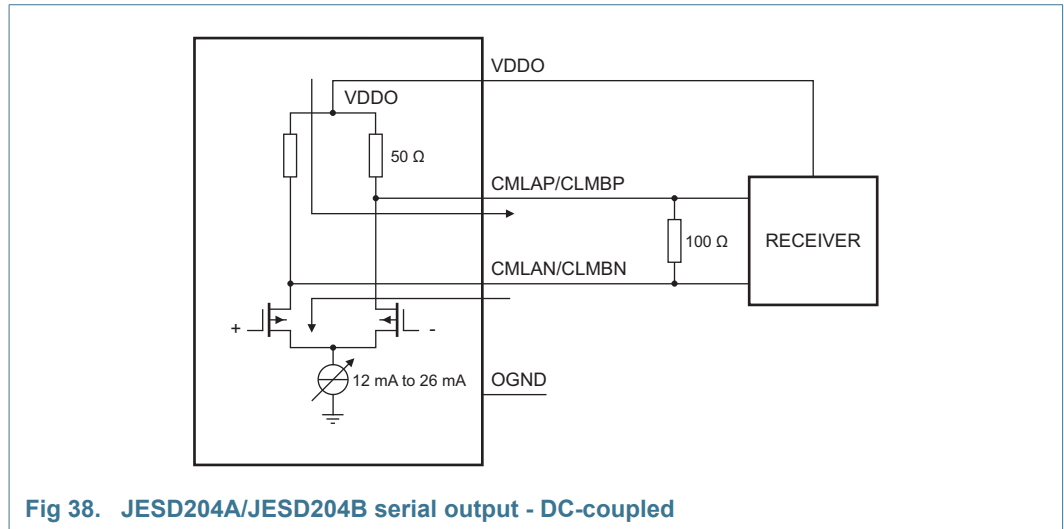 VDDO
VDDO
50 Ω
CMLAP/CLMBP
100 Ω
RECEIVER
CMLAN/CLMBN
+
-
12 mA to 26 mA
OGND
Fig 38. JESD204A/JESD204B serial output - DC-coupled